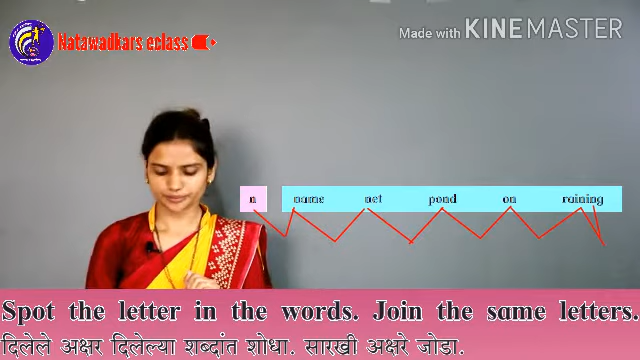 Natawadkars eclass
Made with KINEMASTER
n name net pond on raining
Spot the letter in the words. Join the same letters.
दिलेले अक्षर दिलेल्या शब्दांत शोधा. सारखी अक्षरे जोडा.